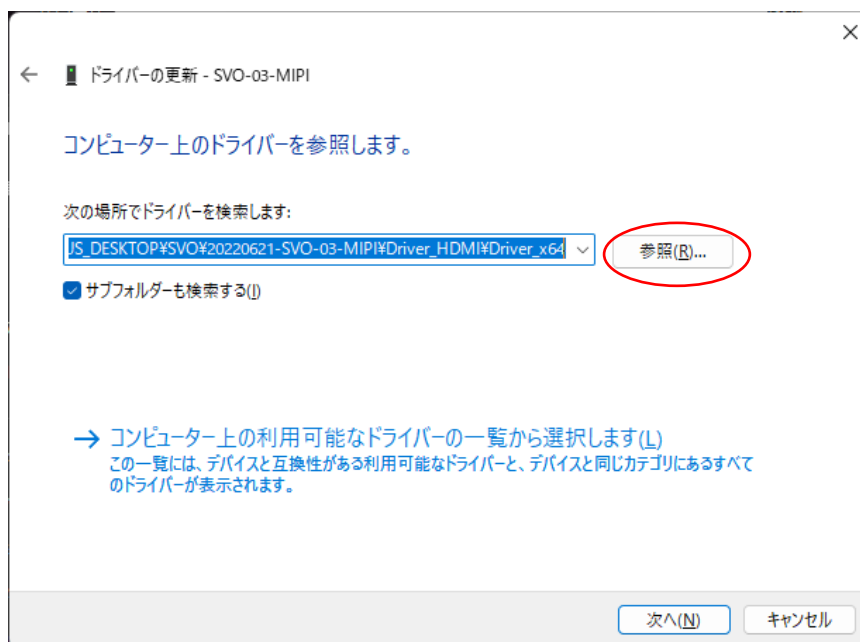 ドライバーの更新 - SVO-03-MIPI
コンピューター上のドライバーを参照します。
次の場所でドライバーを検索します:
JS_DESKTOP¥SVO¥20220621-SVO-03-MIPI¥Driver_HDMI¥Driver_x64
参照(R)...
サブフォルダーも検索する(I)
コンピューター上の利用可能なドライバーの一覧から選択します(L)
この一覧には、デバイスと互換性がある利用可能なドライバーと、デバイスと同じカテゴリにあるすべて
のドライバーが表示されます。
次へ(N)
キャンセル